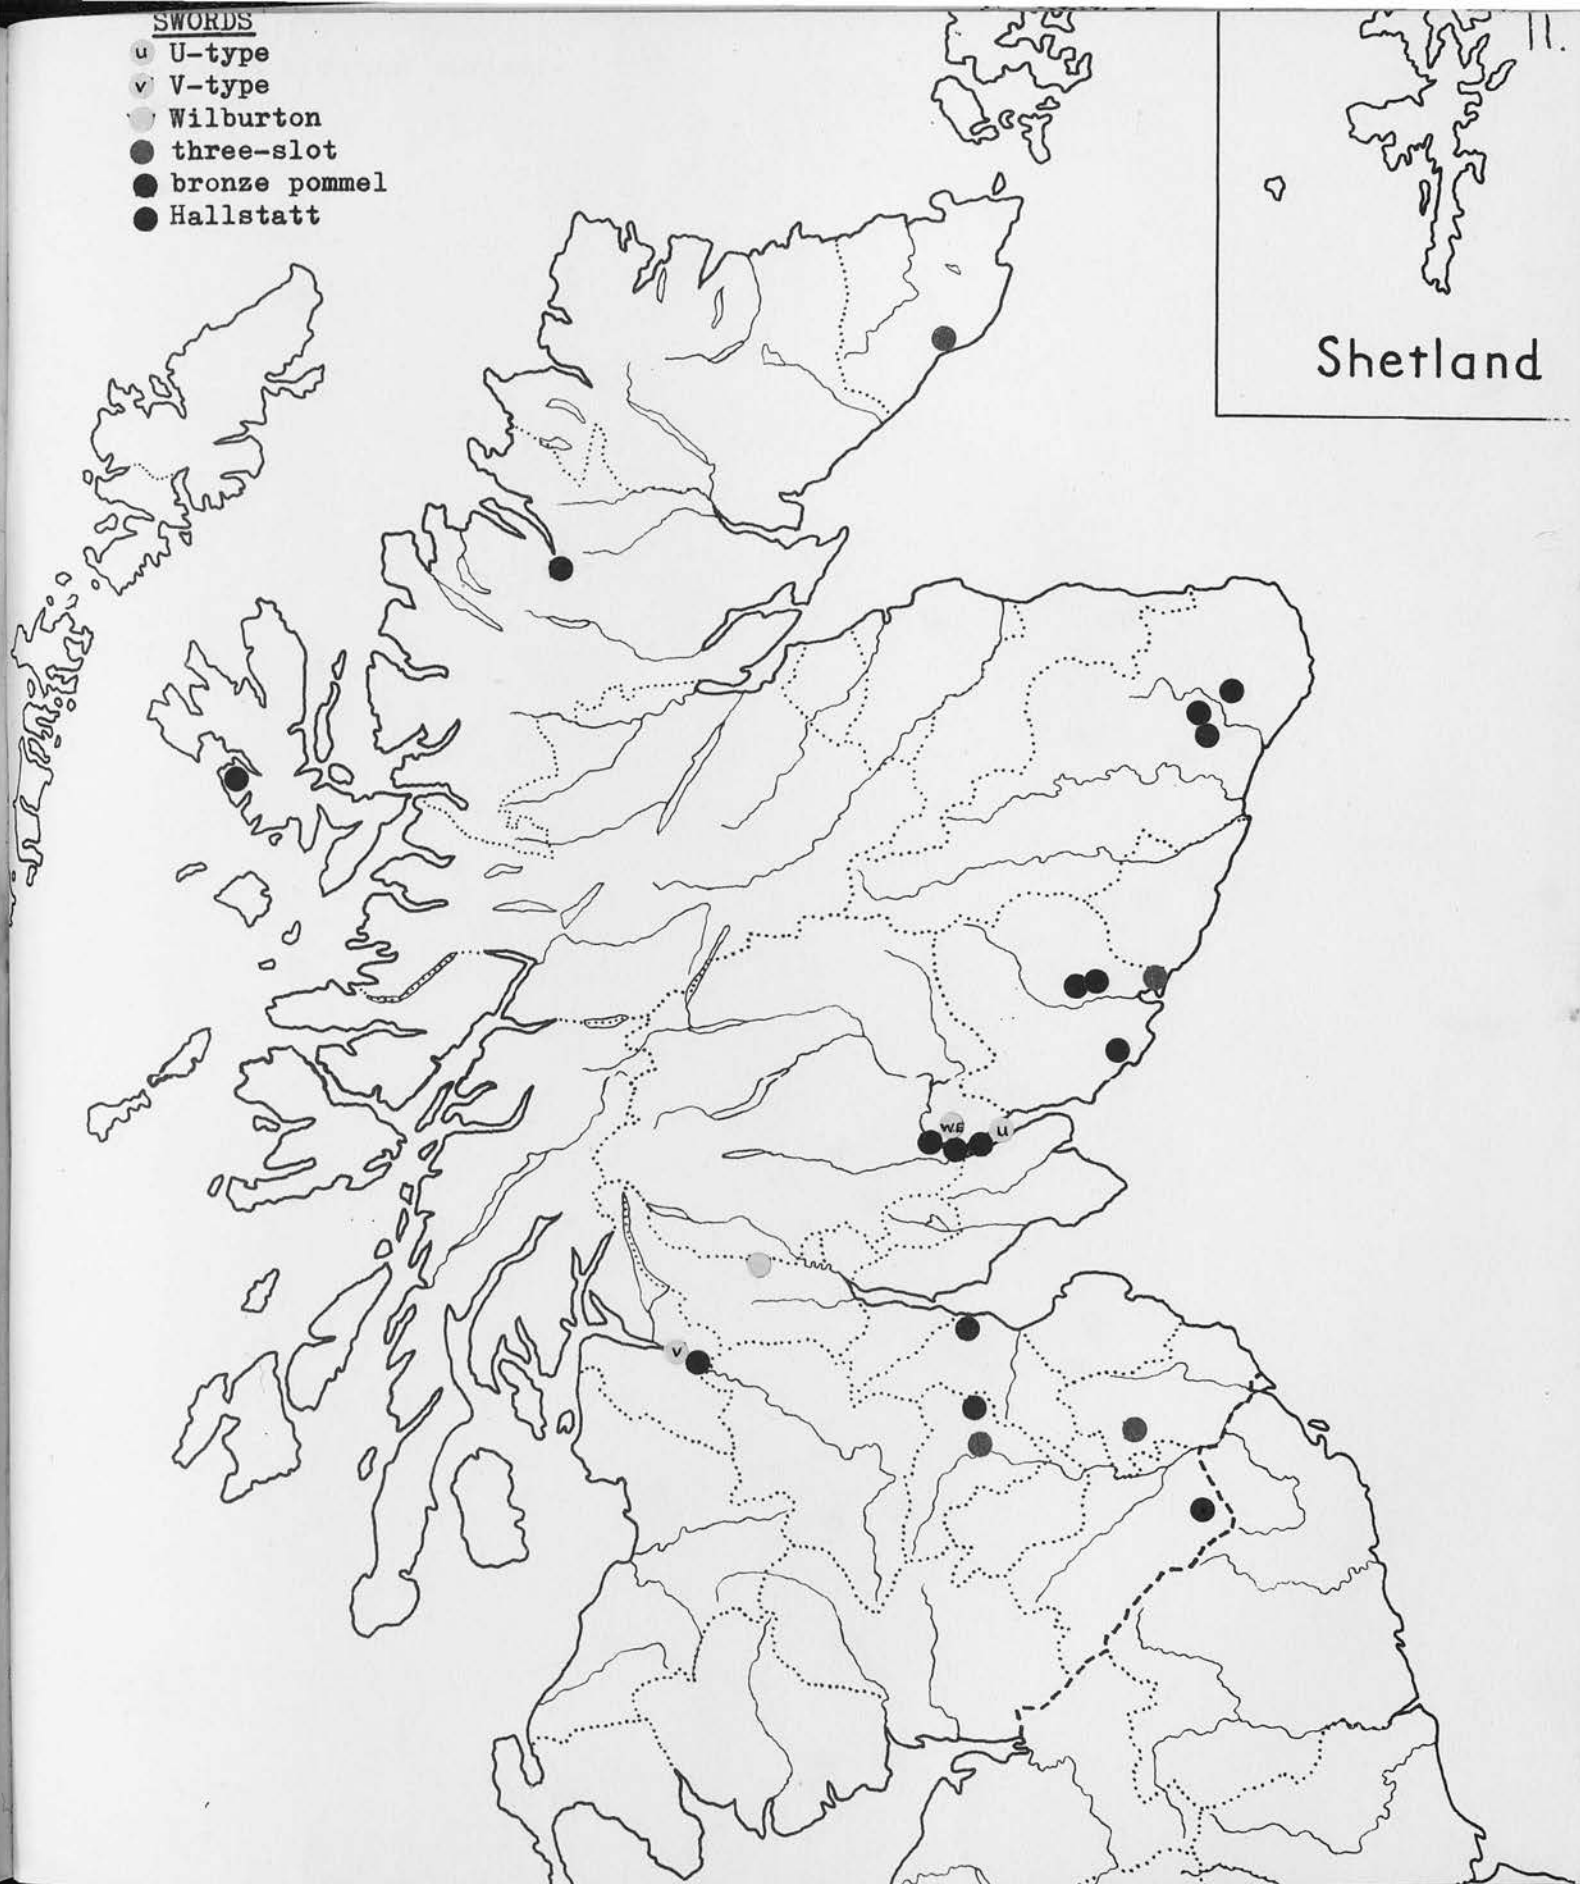 SWORDS
u U-type
v V-type
Wilburton
three-slot
bronze pommel
Hallstatt
11.
Shetland
u
v